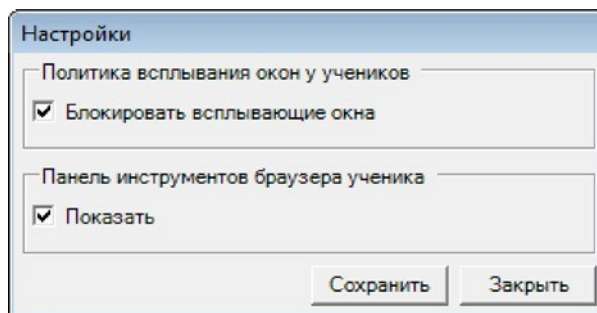 Настройки
Политика всплывания окон у учеников
Блокировать всплывающие окна
Панель инструментов браузера ученика
Показать
Сохранить Закрыть